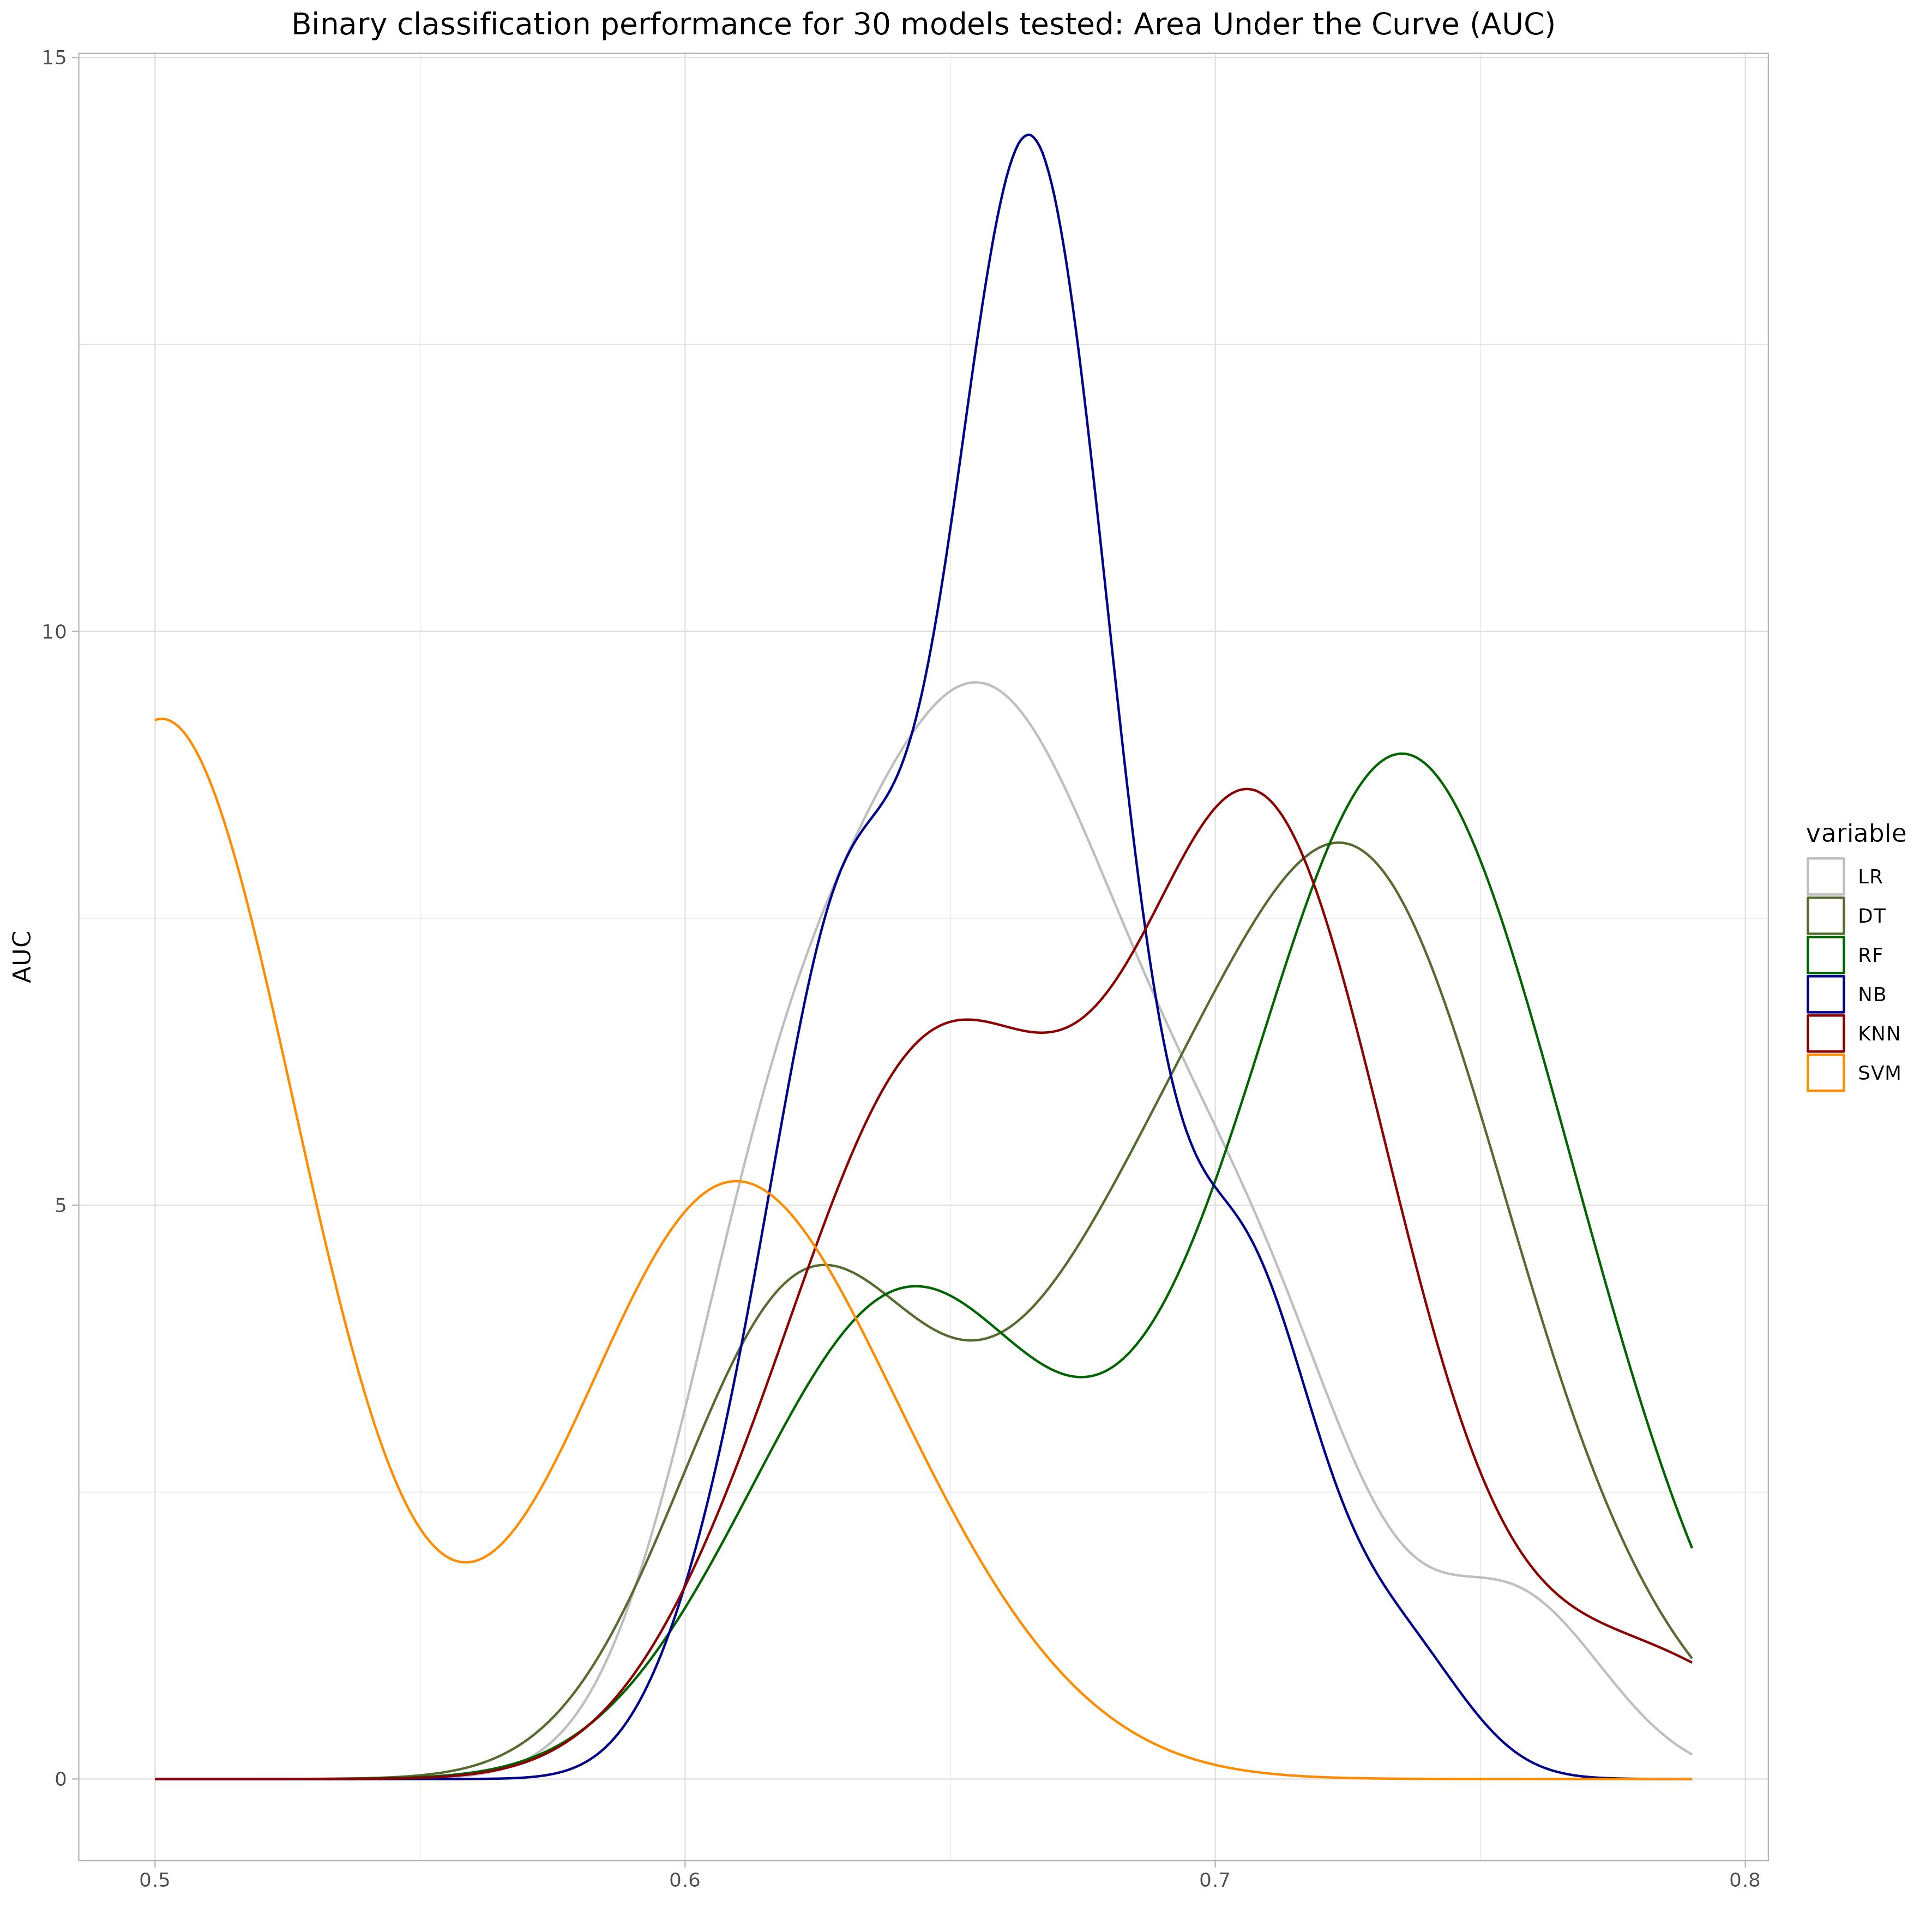 Binary classification performance for 30 models tested: Area Under the Curve (AUC)
15
10
5
0
AUC
0.5
0.6
0.7
0.8
variable
LR
DT
RF
NB
KNN
SVM